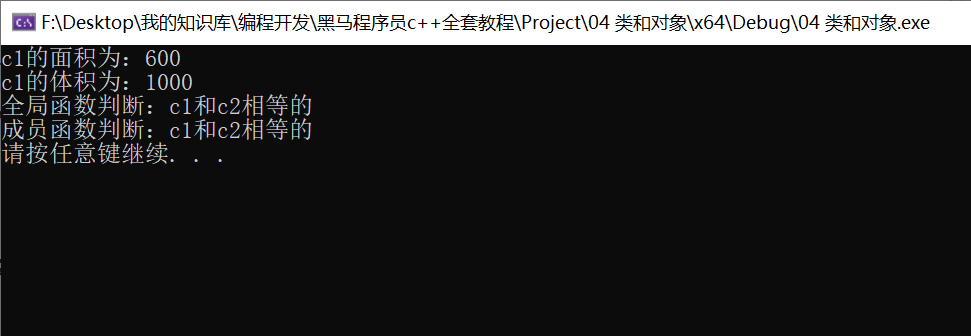 F:\Desktop\我的知识库\编程开发\黑马程序员c++全套教程\Project\04 类和对象\x64\Debug\04 类和对象.exe
c1的面积为：600
c1的体积为：1000
全局函数判断：c1和c2相等的
成员函数判断：c1和c2相等的
请按任意键继续. . .